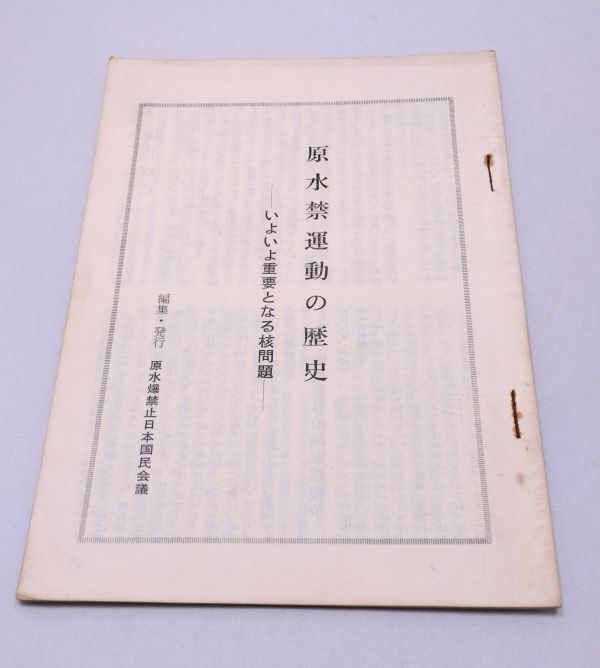 原水禁運動の歴史
――いよいよ重要となる核問題――
編集・発行　原水爆禁止日本国民会議